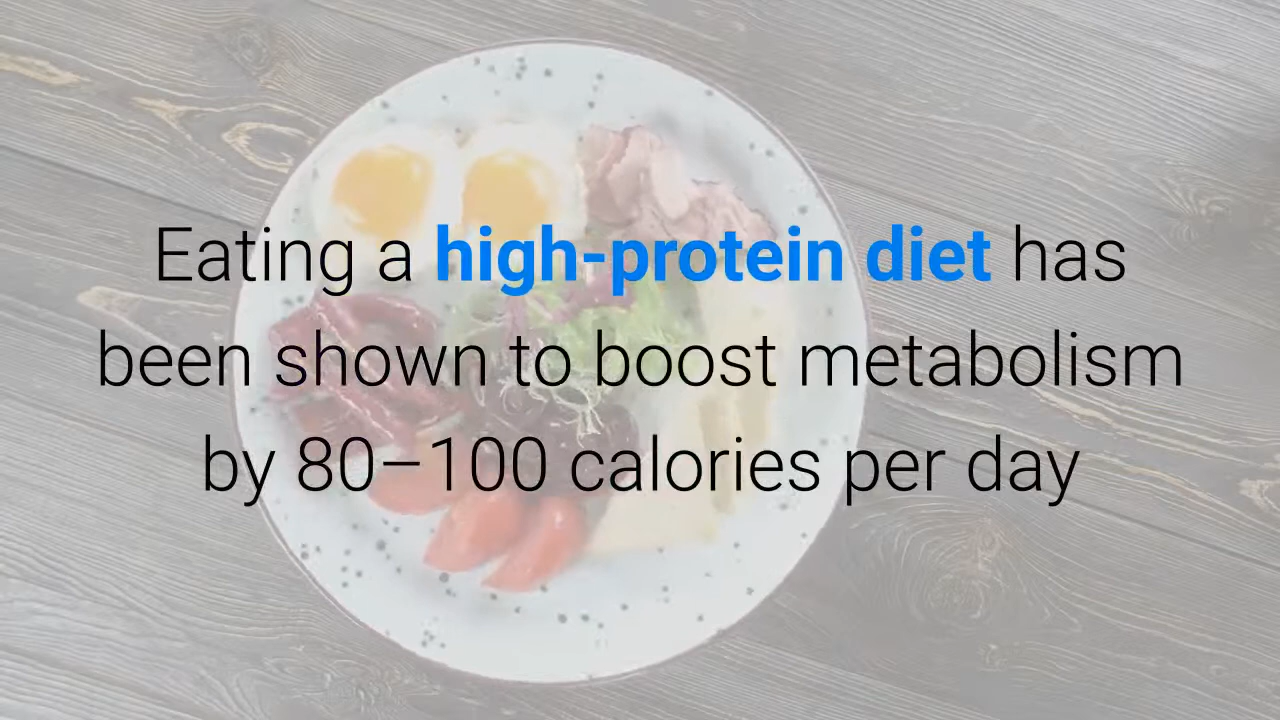 Eating a high-protein diet has
been shown to boost metabolism
by 80–100 calories per day